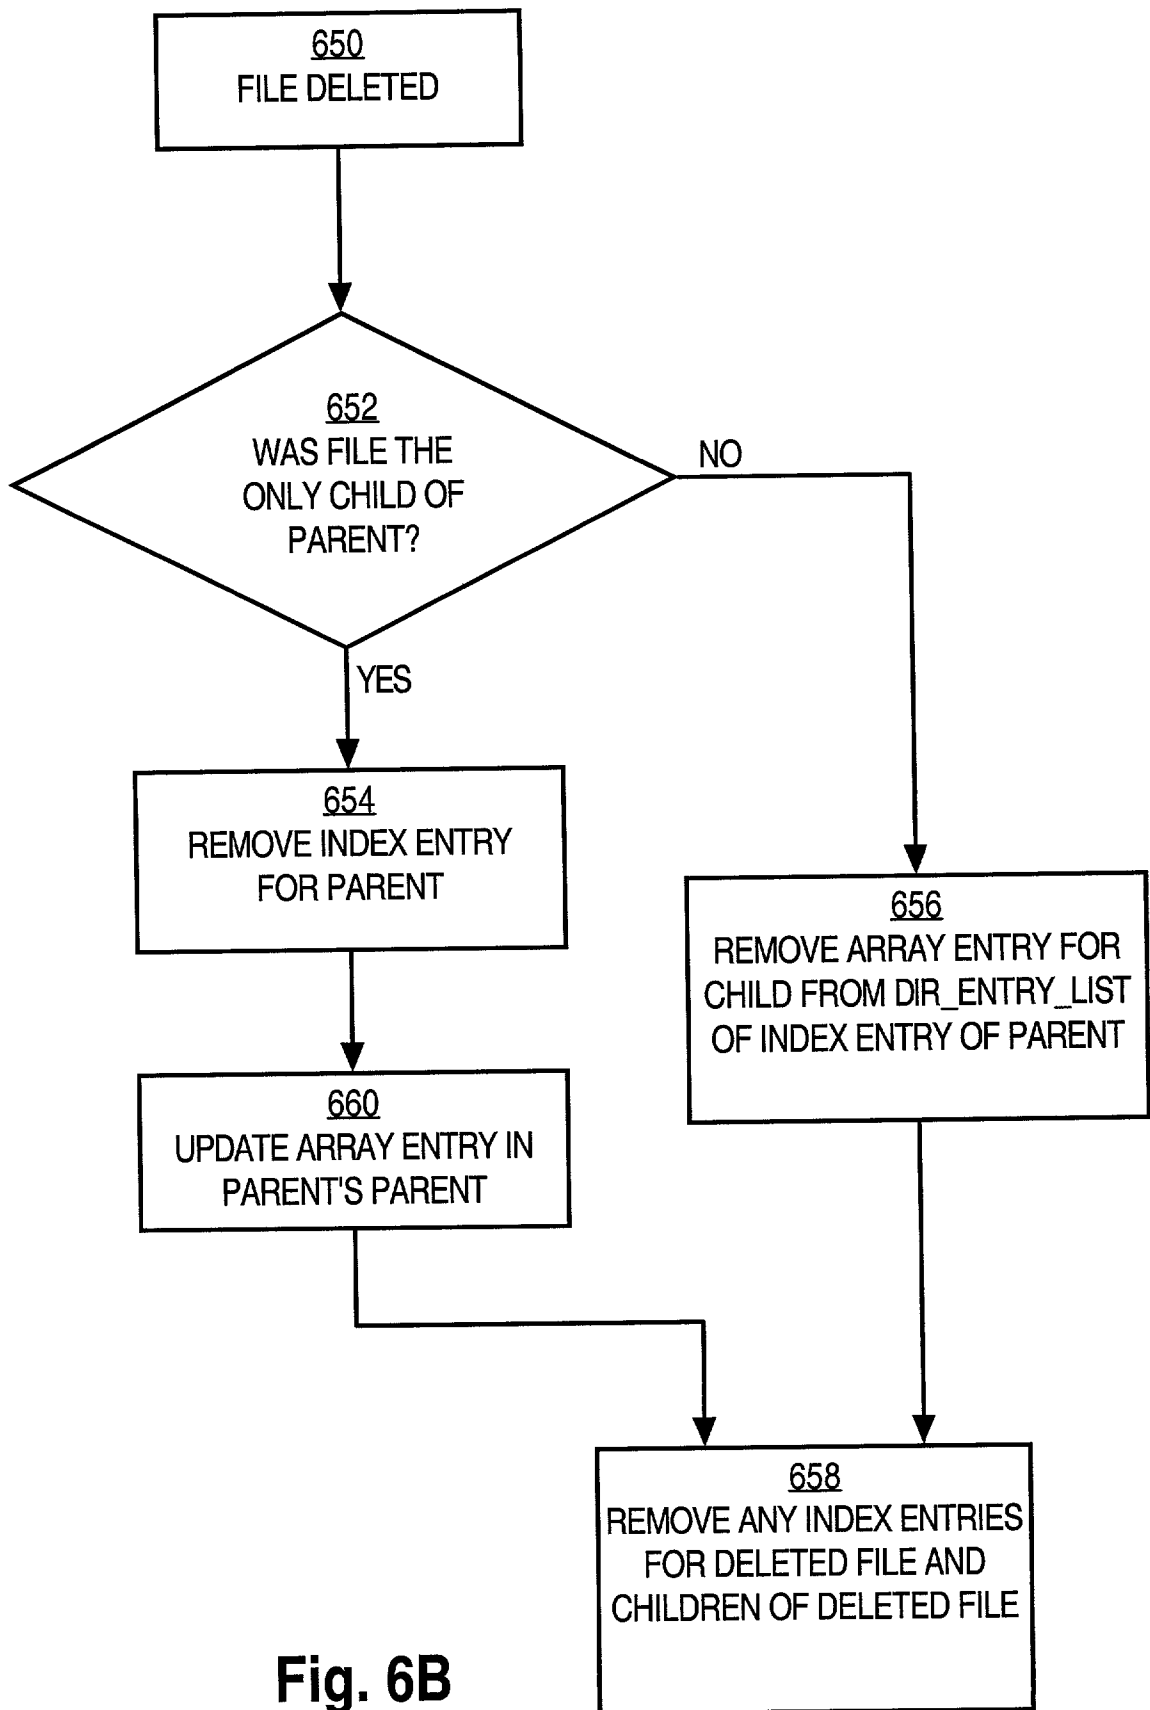 650
FILE DELETED
652
WAS FILE THE
ONLY CHILD OF
PARENT?
NO
YES
654
REMOVE INDEX ENTRY
FOR PARENT
656
REMOVE ARRAY ENTRY FOR
CHILD FROM DIR_ENTRY_LIST
OF INDEX ENTRY OF PARENT
660
UPDATE ARRAY ENTRY IN
PARENT'S PARENT
658
REMOVE ANY INDEX ENTRIES
FOR DELETED FILE AND
CHILDREN OF DELETED FILE
Fig. 6B